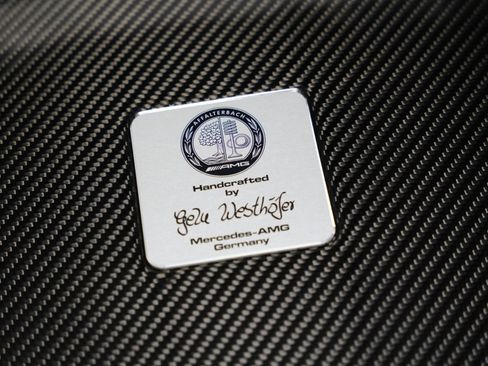 AFFALTERBACH
AMG
Handcrafted
by
Gelu Westhöfer
Mercedes-AMG
Germany